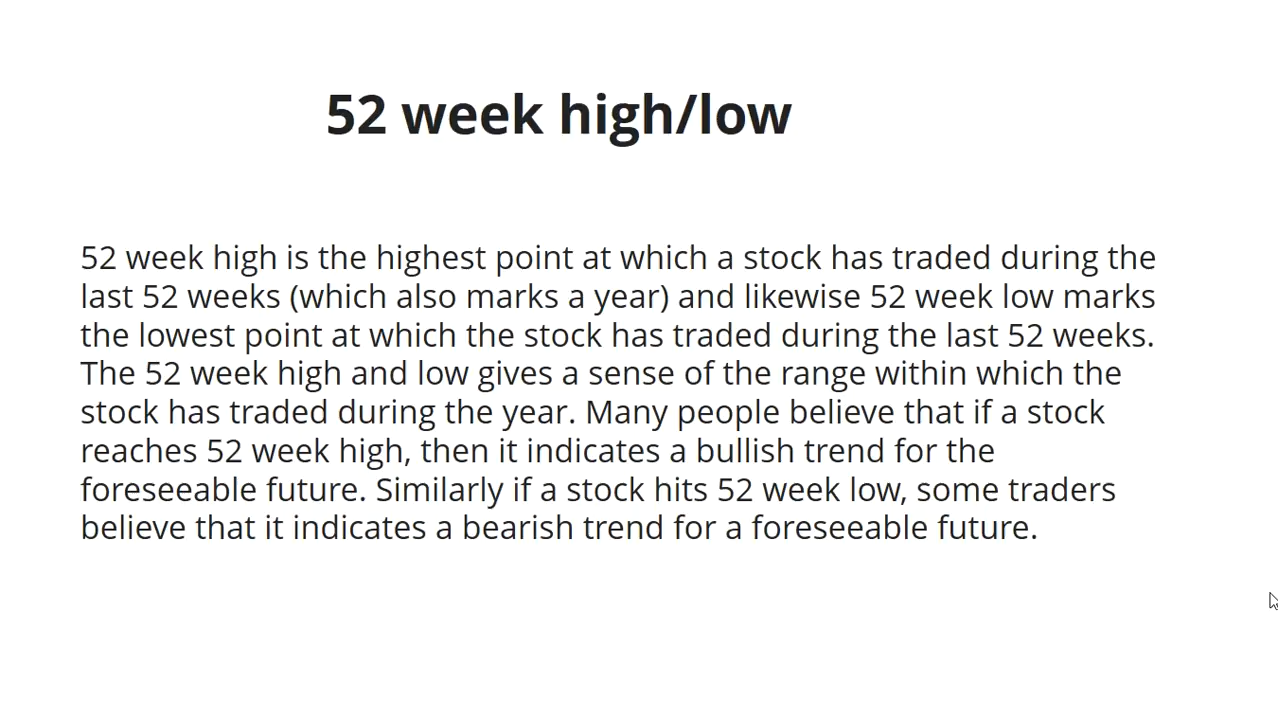 52 week high/low
52 week high is the highest point at which a stock has traded during the
last 52 weeks (which also marks a year) and likewise 52 week low marks
the lowest point at which the stock has traded during the last 52 weeks.
The 52 week high and low gives a sense of the range within which the
stock has traded during the year. Many people believe that if a stock
reaches 52 week high, then it indicates a bullish trend for the
foreseeable future. Similarly if a stock hits 52 week low, some traders
believe that it indicates a bearish trend for a foreseeable future.